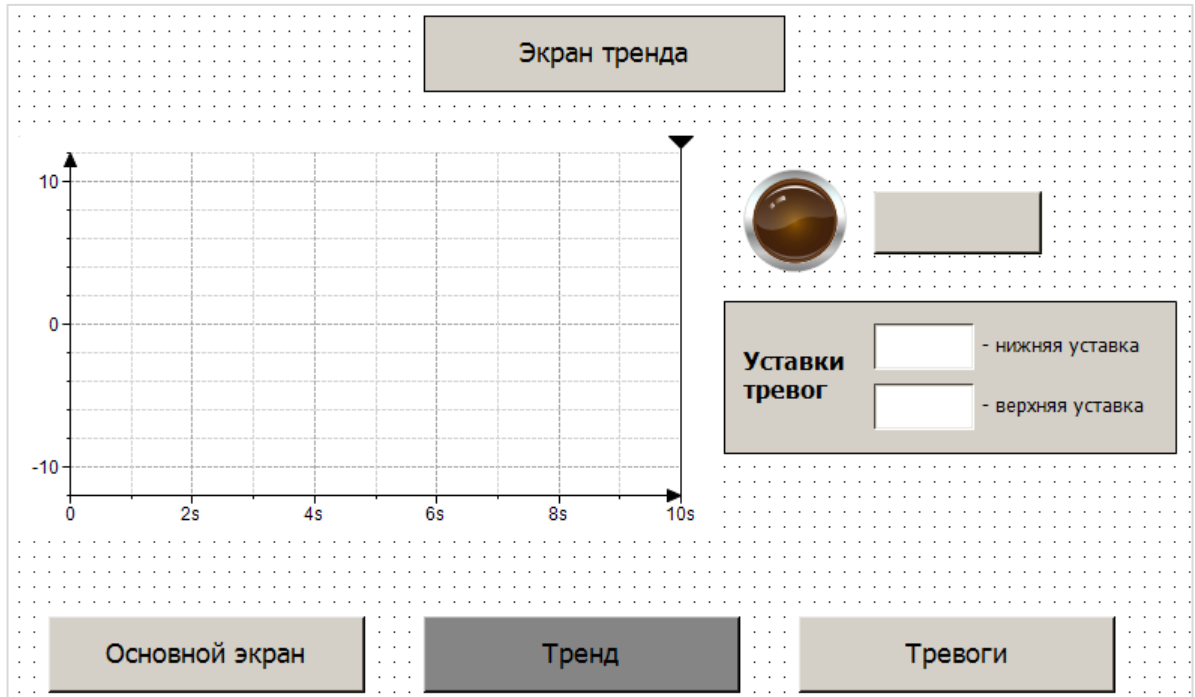 Экран тренда
10
0
-10
0 2s 4s 6s 8s 10s
Уставки
тревог
- нижняя уставка
- верхняя уставка
Основной экран
Тренд
Тревоги